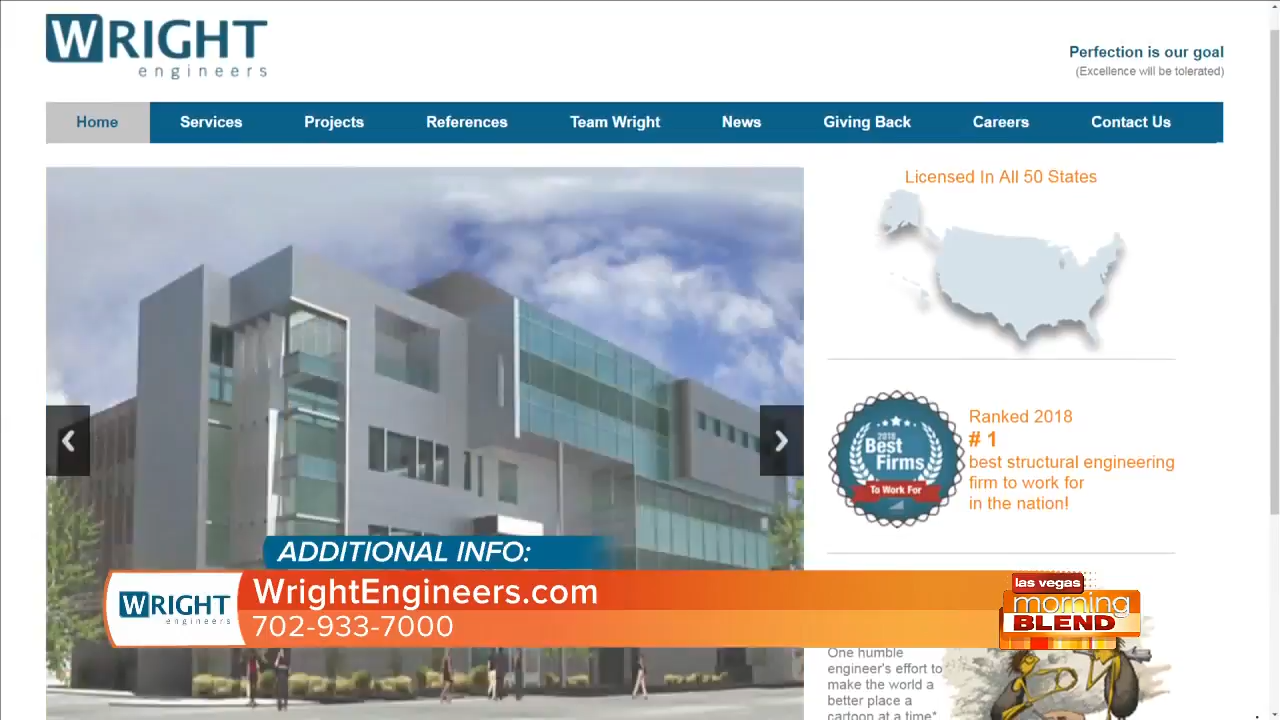 WRIGHT
engineers
Perfection is our goal
(Excellence will be tolerated)
Home Services Projects References Team Wright News Giving Back Careers Contact Us
Licensed In All 50 States
2018
Best
Firms
To Work For
Ranked 2018
# 1
best structural engineering
firm to work for
in the nation!
ADDITIONAL INFO:
WRIGHT
engineers
WrightEngineers.com
702-933-7000
las vegas
morning
BLEND
One humble
engineer's effort to
make the world a
better place a
cartoon at a time*